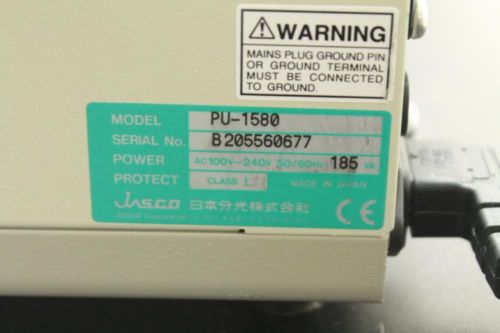 ⚠WARNING
MAINS PLUG GROUND PIN
OR GROUND TERMINAL
MUST BE CONNECTED
TO GROUND.
MODEL PU-1580
SERIAL No. B205560677
POWER AC100V-240V 50/60Hz 185 VA
PROTECT CLASS MADE IN JAPAN
Jasco 日本分光株式会社
JASCO Corporation
CE